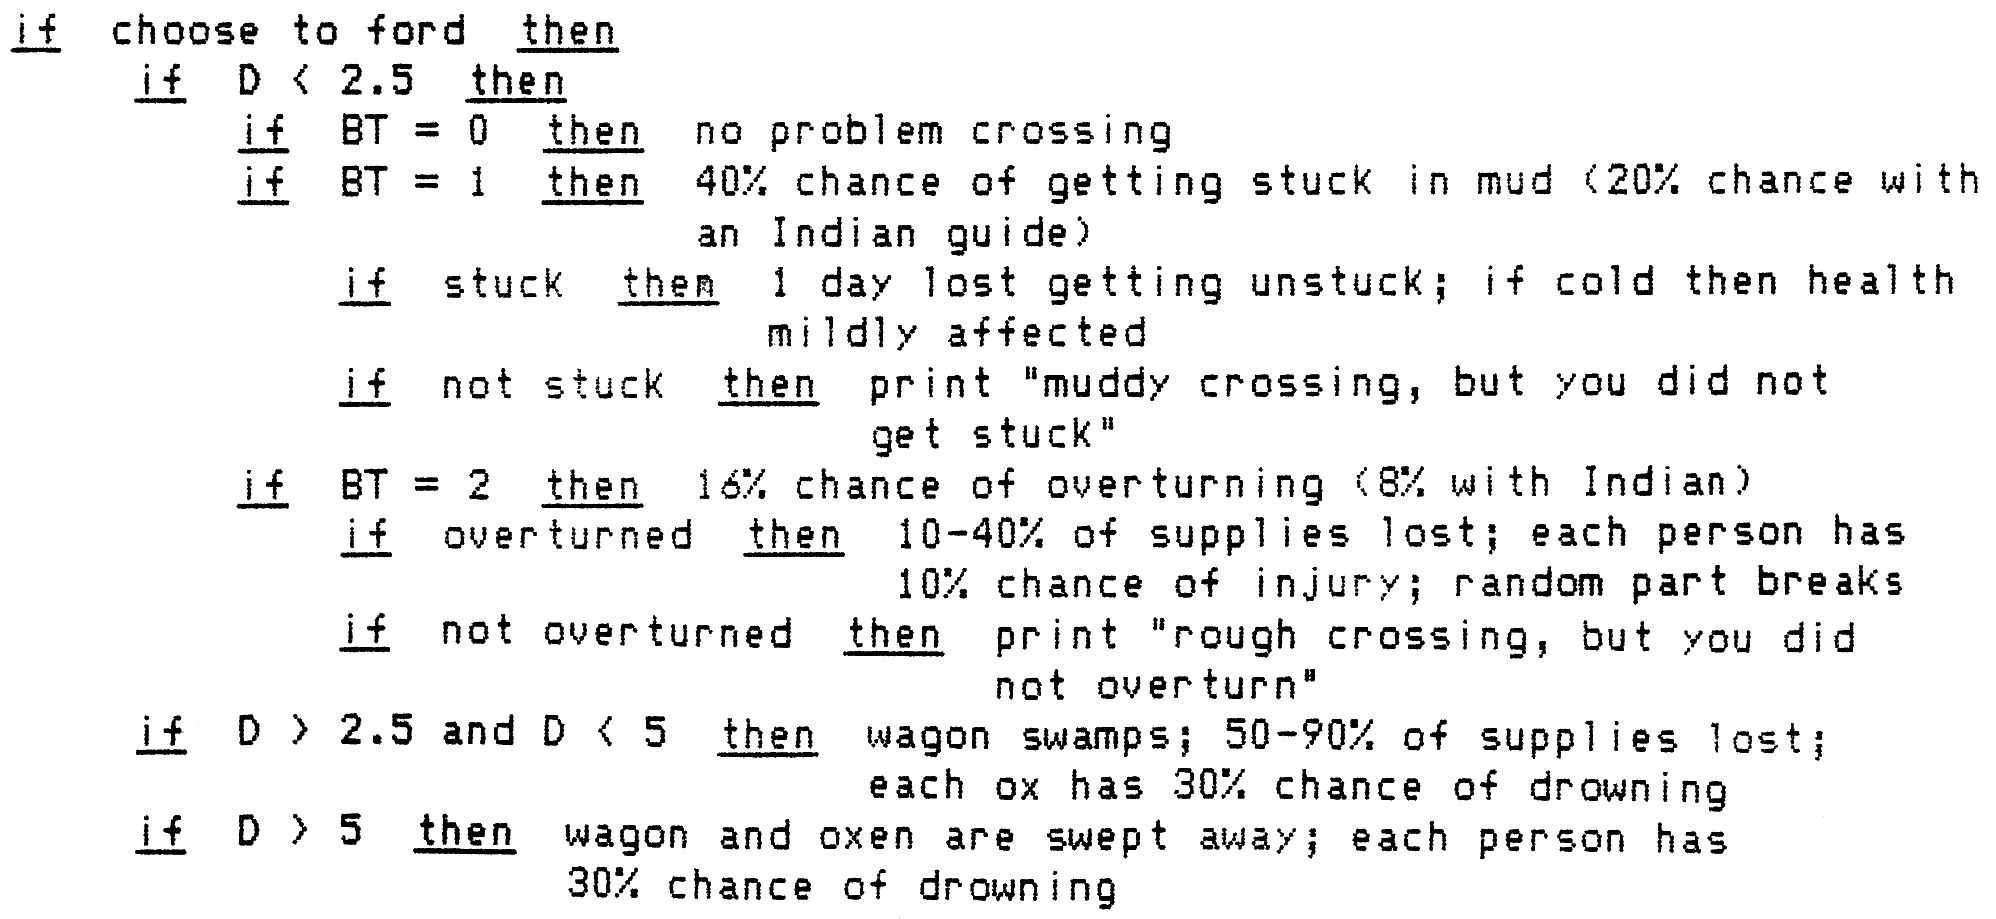 if choose to ford then
if D < 2.5 then
if BT = 0 then no problem crossing
if BT = 1 then 40% chance of getting stuck in mud (20% chance with
an Indian guide)
if stuck then 1 day lost getting unstuck; if cold then health
mildly affected
if not stuck then print "muddy crossing, but you did not
get stuck"
if BT = 2 then 16% chance of overturning (8% with Indian)
if overturned then 10-40% of supplies lost; each person has
10% chance of injury; random part breaks
if not overturned then print "rough crossing, but you did
not overturn"
if D > 2.5 and D < 5 then wagon swamps; 50-90% of supplies lost;
each ox has 30% chance of drowning
if D > 5 then wagon and oxen are swept away; each person has
30% chance of drowning